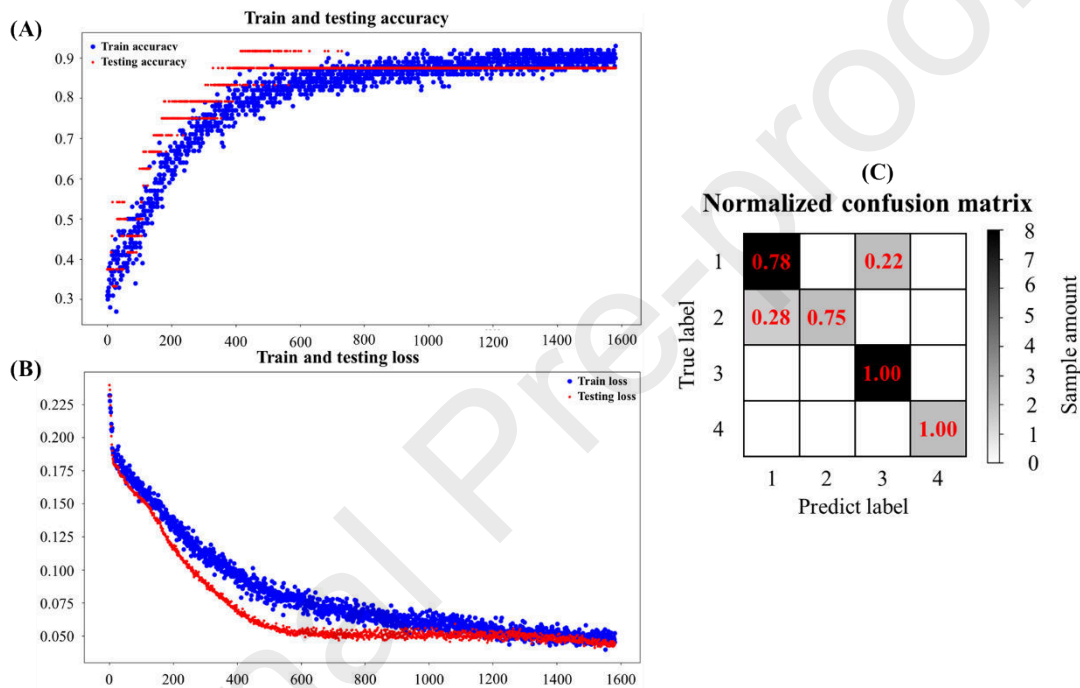 (A)
Train and testing accuracy
Train accuracy
Testing accuracy
0.9
0.8
0.7
0.6
0.5
0.4
0.3
0 200 400 600 800 1000 1200 1400 1600
(B)
Train and testing loss
Train loss
Testing loss
0.225
0.200
0.175
0.150
0.125
0.100
0.075
0.050
0 200 400 600 800 1000 1200 1400 1600
(C)
Normalized confusion matrix
True label
1 0.78 0.22
2 0.28 0.75
3 1.00
4 1.00
1 2 3 4
Predict label
8
7
6
5
4
3
2
1
0
Sample amount
nal Pre-proo